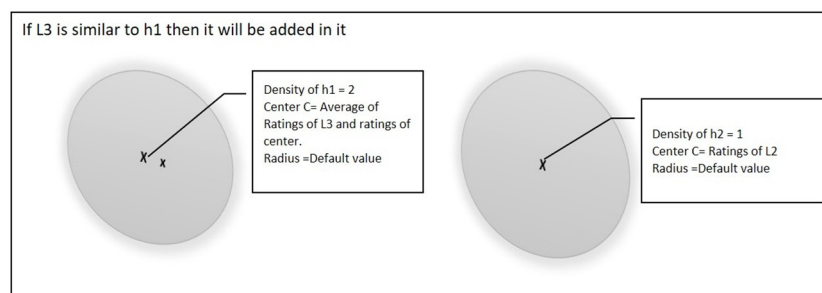 If L3 is similar to h1 then it will be added in it
Density of h1 = 2
Center C= Average of
Ratings of L3 and ratings of
center.
Radius =Default value
X
x
Density of h2 = 1
Center C= Ratings of L2
Radius =Default value
X